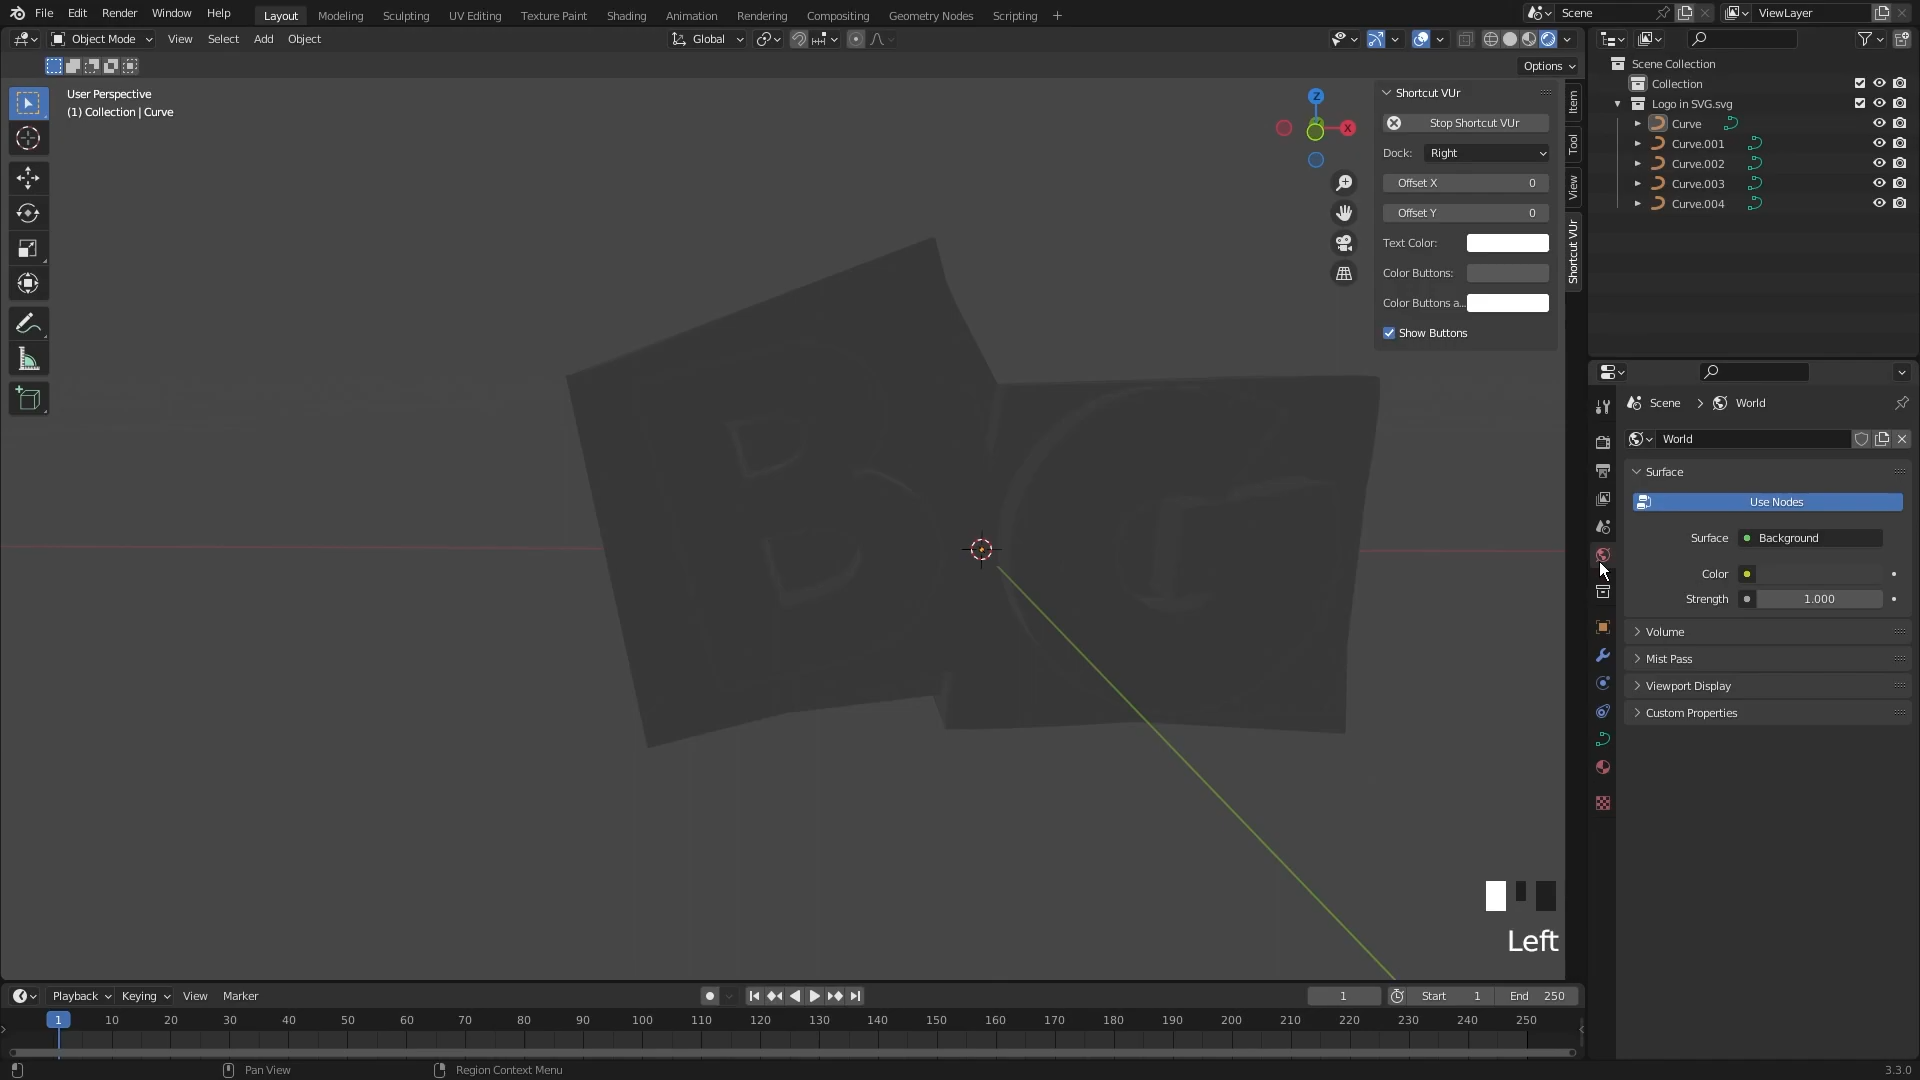 File Edit Render Window Help Layout Modeling Sculpting UV Editing Texture Paint Shading Animation Rendering Compositing Geometry Nodes Scripting + Scene ViewLayer
Object Mode View Select Add Object Global
Options
User Perspective
(1) Collection | Curve
Z
X
Shortcut VUr
Stop Shortcut VUr
Dock: Right
Offset X 0
Offset Y 0
Text Color:
Color Buttons:
Color Buttons a...
Show Buttons
Item
Tool
View
Shortcut VUr
Scene Collection
Collection
Logo in SVG.svg
Curve
Curve.001
Curve.002
Curve.003
Curve.004
Scene > World
World
Surface
Use Nodes
Surface Background
Color
Strength 1.000
Volume
Mist Pass
Viewport Display
Custom Properties
B
Left
Playback Keying View Marker 1 Start 1 End 250
1 10 20 30 40 50 60 70 80 90 100 110 120 130 140 150 160 170 180 190 200 210 220 230 240 250
Pan View Region Context Menu 3.3.0